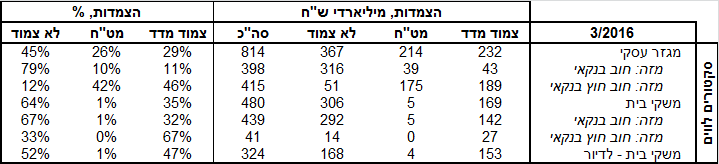 הצמדות, מיליארדי ש"ח הצמדות, %
3/2016 צמוד מדד מט"ח לא צמוד סה"כ צמוד מדד מט"ח לא צמוד
סקטורים לווים
מגזר עסקי 232 214 367 814 29% 26% 45%
מזה: חוב בנקאי 43 39 316 398 11% 10% 79%
מזה: חוב חוץ בנקאי 189 175 51 415 46% 42% 12%
משקי בית 169 5 306 480 35% 1% 64%
מזה: חוב בנקאי 142 5 292 439 32% 1% 67%
מזה: חוב חוץ בנקאי 27 0 14 41 67% 0% 33%
משקי בית - לדיור 153 4 168 324 47% 1% 52%